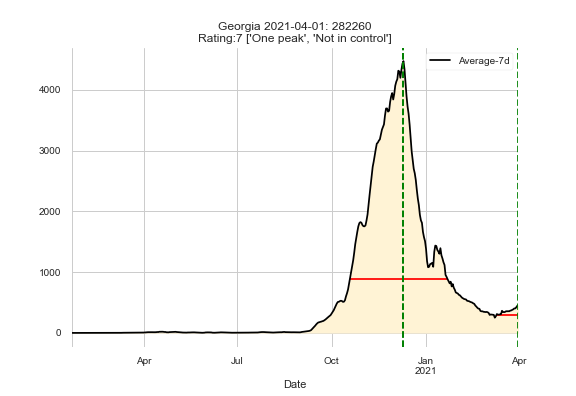 Georgia 2021-04-01: 282260
Rating:7 ['One peak', 'Not in control']
Average-7d
4000
3000
2000
1000
0
Apr
Jul
Oct
Jan
2021
Apr
Date